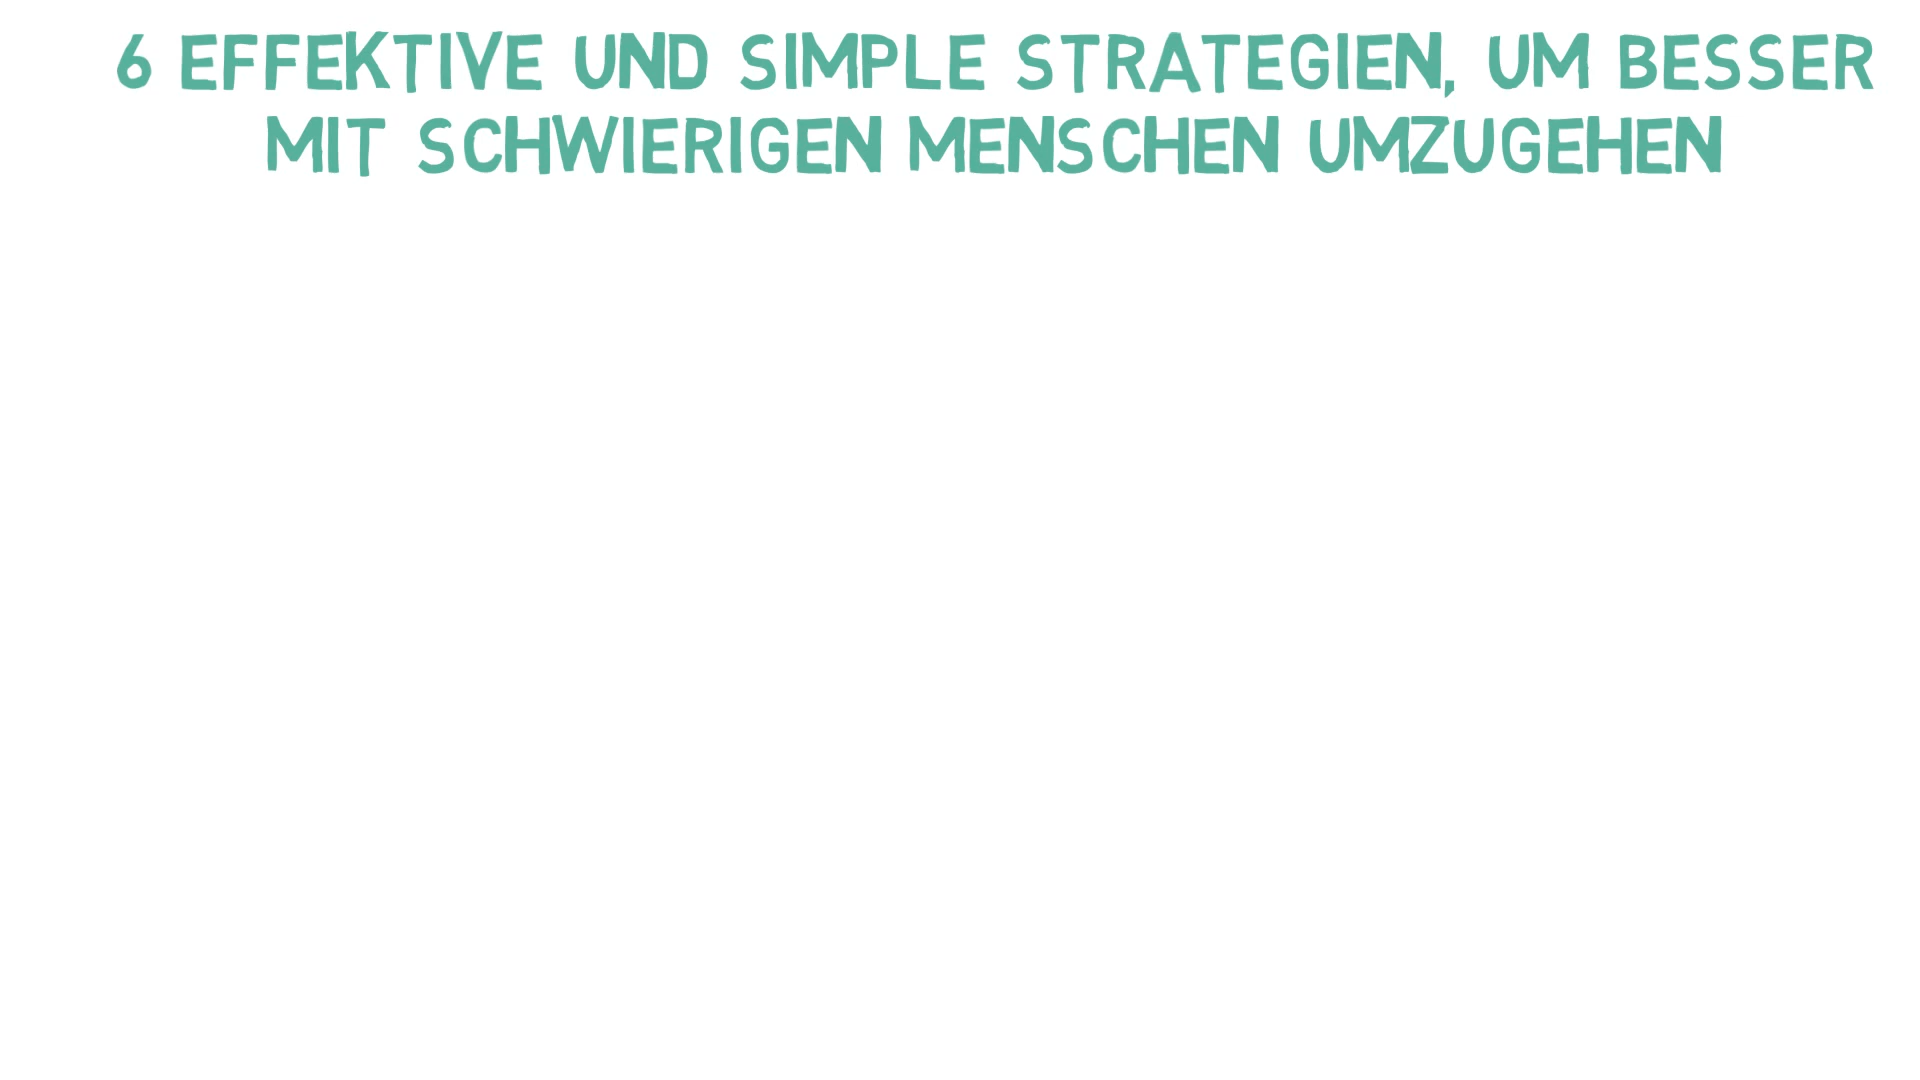 6 EFFEKTIVE UND SIMPLE STRATEGIEN, UM BESSER
MIT SCHWIERIGEN MENSCHEN UMZUGEHEN